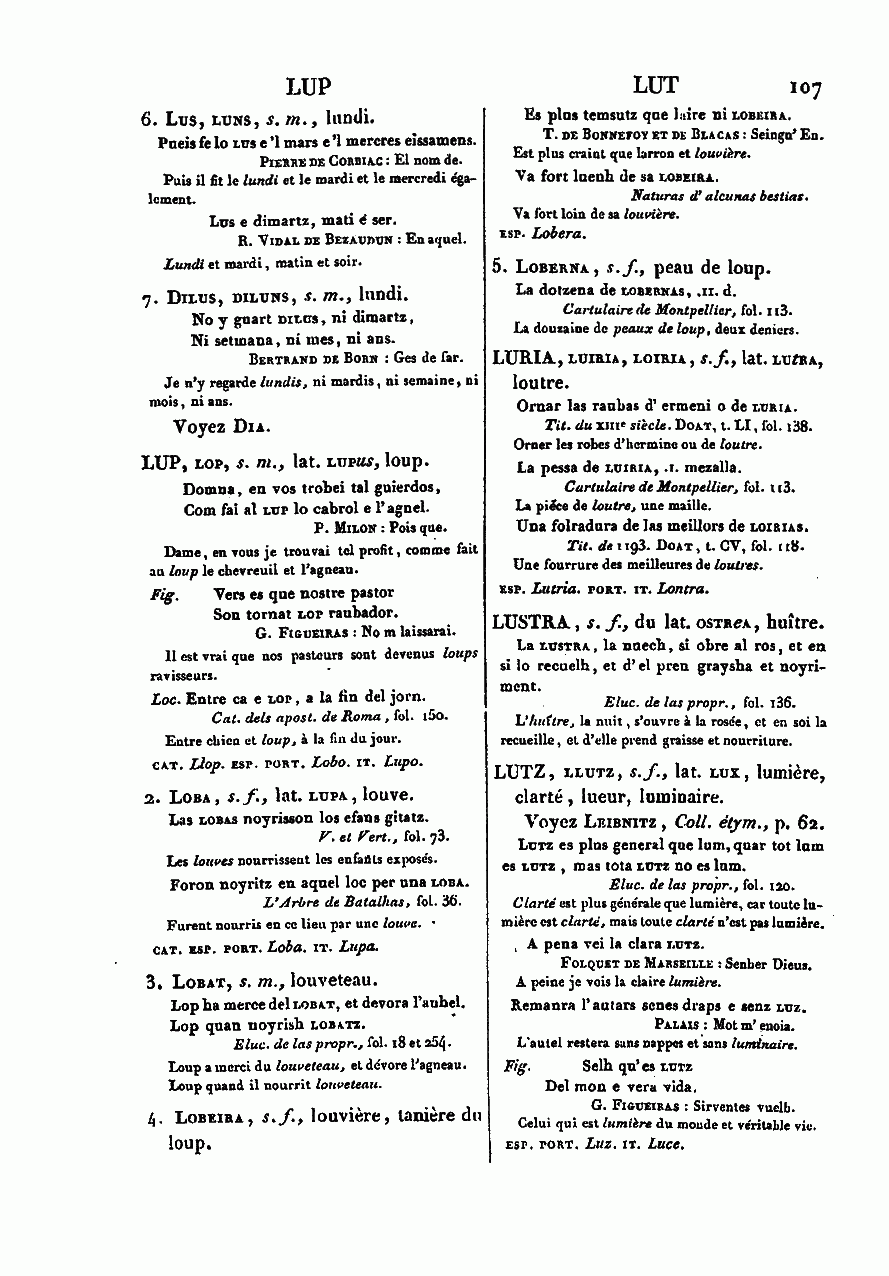 LUP
LUT
107
6. Lus, luns, s. m., lundi.
Pueis fe lo lus e'l mars e'l mercres eissamens.
Pierre de Corbiac : El nom de.
Puis il fit le lundi et le mardi et le mercredi éga-
lement.
Lus e dimartz, mati é ser.
R. Vidal de Bezaudun : En aquel.
Lundi et mardi, matin et soir.
7. Dilus, diluns, s. m., lundi.
No y guart dilus, ni dimartz,
Ni setmana, ni mes, ni ans.
Bertrand de Born : Ges de far.
Je n'y regarde lundis, ni mardis, ni semaine, ni
mois, ni ans.
Voyez Dia.
LUP, lop, s. m., lat. lupus, loup.
Domna, en vos trobei tal guierdos,
Com fai al lup lo cabrol e l'agnel.
P. Milon : Pois que.
Dame, en vous je trouvai tel profit, comme fait
au loup le chevreuil et l'agneau.
Fig. Vers es que nostre pastor
Son tornat lop raubador.
G. Figueiras : No m laissarai.
Il est vrai que nos pasteurs sont devenus loups
ravisseurs.
Loc. Entre ca e lop, a la fin del jorn.
Cat. dels apost. de Roma, fol. 150.
Entre chien et loup, à la fin du jour.
cat. Llop. esp. port. Lobo. it. Lupo.
2. Loba, s. f., lat. lupa, louve.
Las lobas noyrisson los efans gitatz.
V. et Vert., fol. 73.
Les louves nourrissent les enfants exposés.
Foron noyritz en aquel loc per una loba.
L'Arbre de Batalhas, fol. 36.
Furent nourris en ce lieu par une louve.
cat. esp. port. Loba. it. Lupa.
3. Lobat, s. m., louveteau.
Lop ha merce del lobat, et devora l'anhel.
Lop quan noyrish lobatz.
Eluc. de las propr., fol. 18 et 254.
Loup a merci du louveteau, et dévore l'agneau.
Loup quand il nourrit louveteau.
4. Lobeira, s. f., louvière, tanière du
loup.
Es plus temsutz que laire ni lobeira.
T. de Bonnefoy et de Blacas : Seingn' En.
Est plus craint que larron et louvière.
Va fort luenh de sa lobeira.
Naturas d'alcunas bestias.
Va fort loin de sa louvière.
esp. Lobera.
5. Loberna, s. f., peau de loup.
La dotzena de lobernas, .ii. d.
Cartulaire de Montpellier, fol. 113.
La douzaine de peaux de loup, deux deniers.
LURIA, luiria, loiria, s. f., lat. lutra,
loutre.
Ornar las raubas d'ermeni o de luria.
Tit. du XIIIe siècle. Doat, t. LI, fol. 138.
Orner les robes d'hermine ou de loutre.
La pessa de luiria, .i. mezalla.
Cartulaire de Montpellier, fol. 113.
La pièce de loutre, une maille.
Una folradura de las meillors de loirias.
Tit. de 1193. Doat, t. CV, fol. 118.
Une fourrure des meilleures de loutres.
esp. Lutria. port. it. Lontra.
LUSTRA, s. f., du lat. ostrea, huître.
La lustra, la nuech, si obre al ros, et en
si lo recuelh, et d'el pren graysha et noyri-
ment.
Eluc. de las propr., fol. 136.
L'huître, la nuit, s'ouvre à la rosée, et en soi la
recueille, et d'elle prend graisse et nourriture.
LUTZ, llutz, s. f., lat. lux, lumière,
clarté, lueur, luminaire.
Voyez Leibnitz, Coll. étym., p. 62.
Lutz es plus general que lum, quar tot lum
es lutz, mas tota lutz no es lum.
Eluc. de las propr., fol. 120.
Clarté est plus générale que lumière, car toute lu-
mière est clarté, mais toute clarté n'est pas lumière.
A pena vei la clara lutz.
Folquet de Marseille : Senher Dieus.
A peine je vois la claire lumière.
Remanra l'autars senes draps e senz luz.
Palais : Mot m'enoia.
L'autel restera sans nappes et sans luminaire.
Fig. Selh qu'es lutz
Del mon e vera vida.
G. Figueiras : Sirventes vuelh.
Celui qui est lumière du monde et véritable vie.
esp. port. Luz. it. Luce.